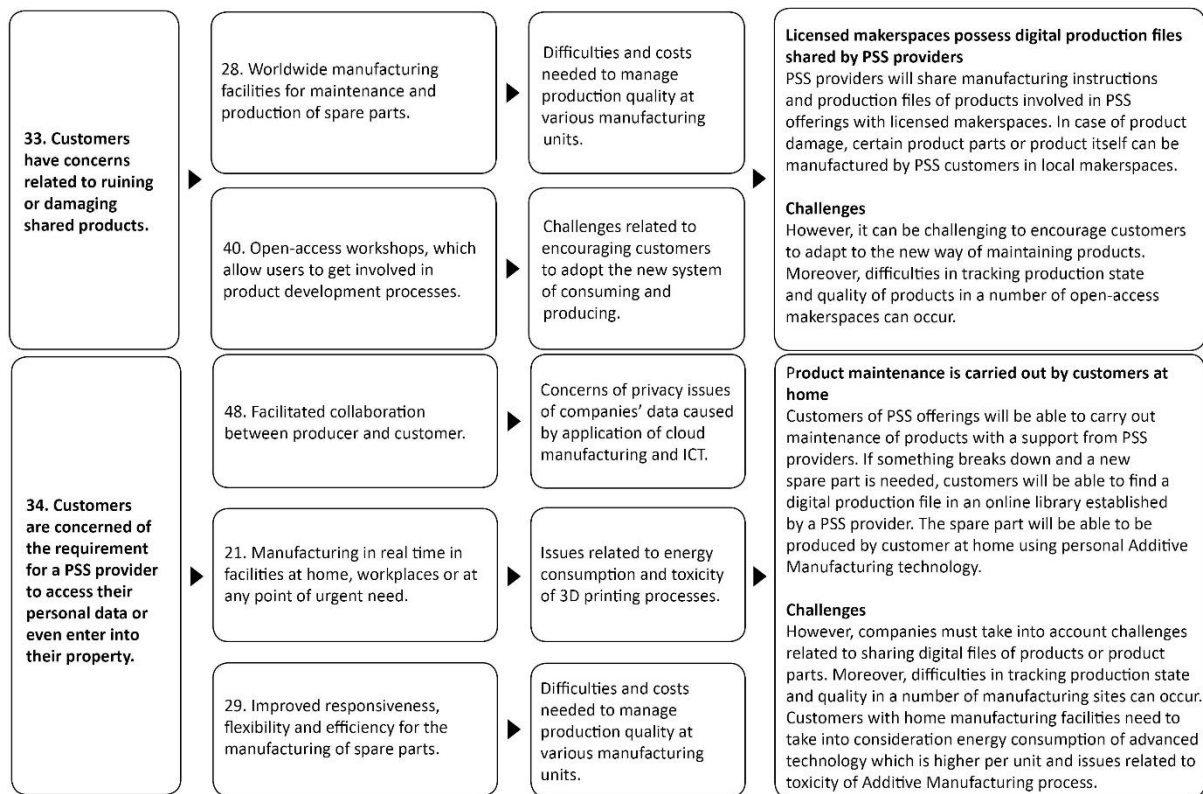 33. Customers
have concerns
related to ruining
or damaging
shared products.
28. Worldwide manufacturing
facilities for maintenance and
production of spare parts.
Difficulties and costs
needed to manage
production quality at
various manufacturing
units.
40. Open-access workshops, which
allow users to get involved in
product development processes.
Challenges related to
encouraging customers
to adopt the new system
of consuming and
producing.
Licensed makerspaces possess digital production files
shared by PSS providers
PSS providers will share manufacturing instructions
and production files of products involved in PSS
offerings with licensed makerspaces. In case of product
damage, certain product parts or product itself can be
manufactured by PSS customers in local makerspaces.
Challenges
However, it can be challenging to encourage customers
to adapt to the new way of maintaining products.
Moreover, difficulties in tracking production state
and quality of products in a number of open-access
makerspaces can occur.
34. Customers
are concerned of
the requirement
for a PSS provider
to access their
personal data or
even enter into
their property.
48. Facilitated collaboration
between producer and customer.
Concerns of privacy issues
of companies’ data caused
by application of cloud
manufacturing and ICT.
21. Manufacturing in real time in
facilities at home, workplaces or at
any point of urgent need.
Issues related to energy
consumption and toxicity
of 3D printing processes.
29. Improved responsiveness,
flexibility and efficiency for the
manufacturing of spare parts.
Difficulties and costs
needed to manage
production quality at
various manufacturing
units.
Product maintenance is carried out by customers at
home
Customers of PSS offerings will be able to carry out
maintenance of products with a support from PSS
providers. If something breaks down and a new
spare part is needed, customers will be able to find a
digital production file in an online library established
by a PSS provider. The spare part will be able to be
produced by customer at home using personal Additive
Manufacturing technology.
Challenges
However, companies must take into account challenges
related to sharing digital files of products or product
parts. Moreover, difficulties in tracking production state
and quality in a number of manufacturing sites can occur.
Customers with home manufacturing facilities need to
take into consideration energy consumption of advanced
technology which is higher per unit and issues related to
toxicity of Additive Manufacturing process.